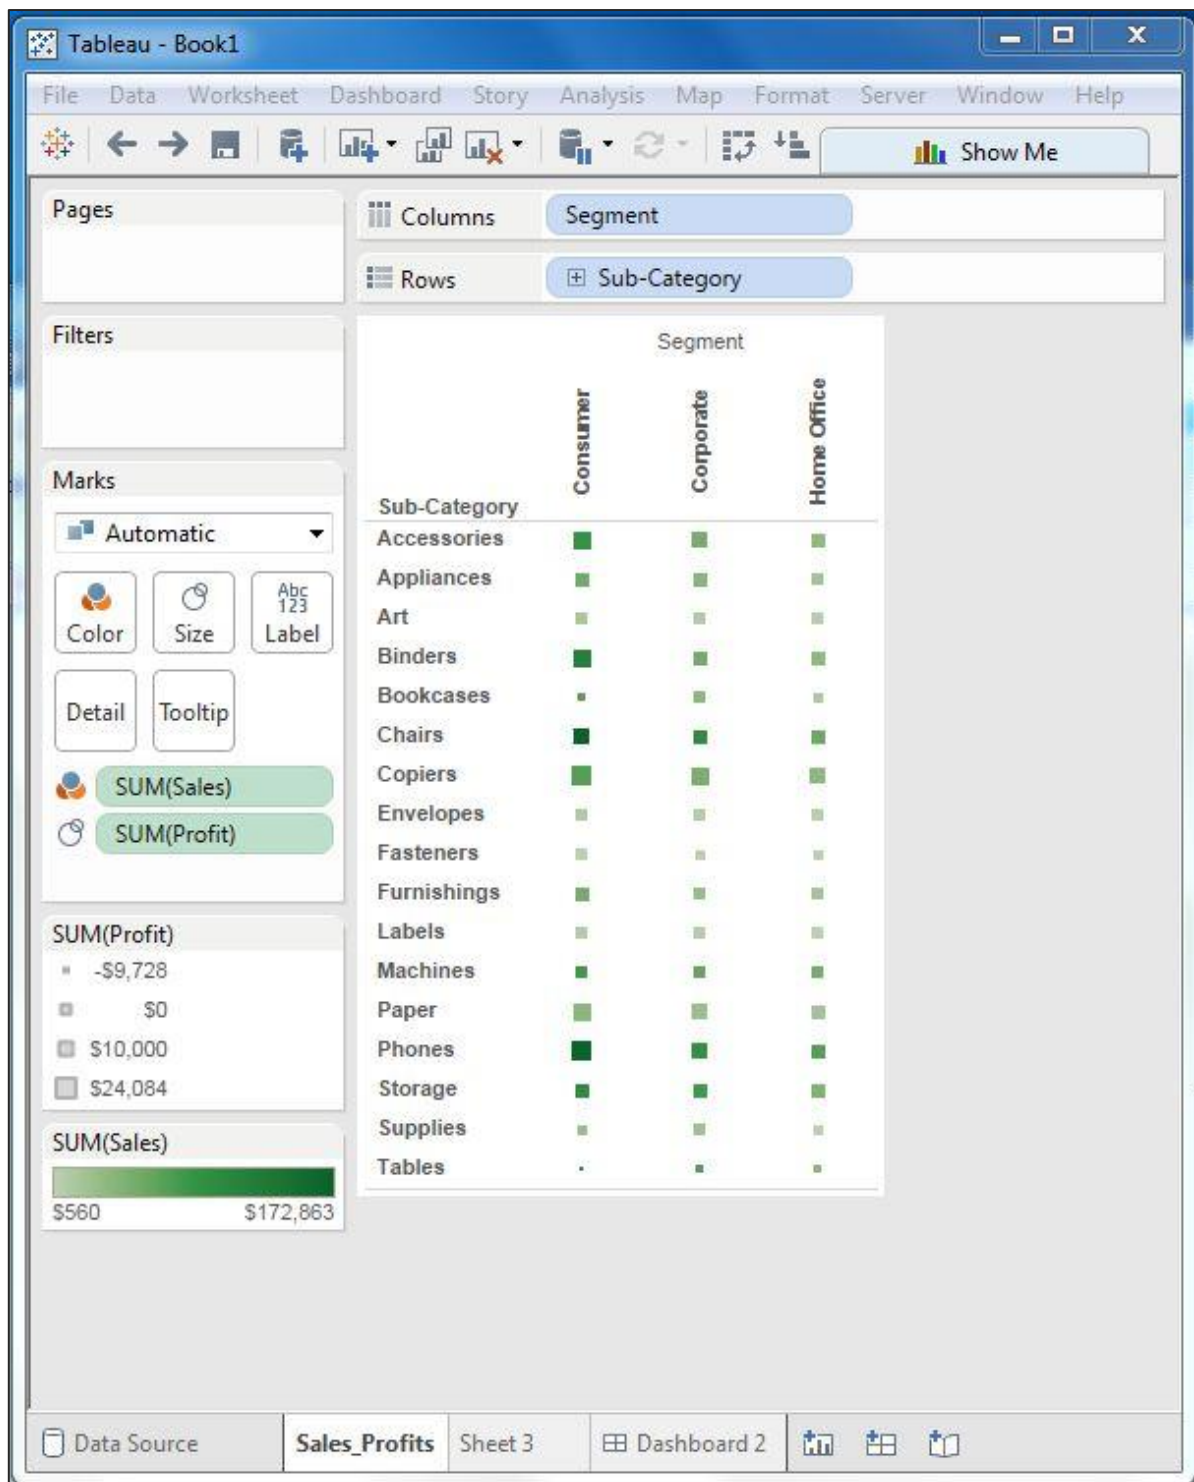 Tableau - Book1
File Data Worksheet Dashboard Story Analysis Map Format Server Window Help
Show Me
Pages
Columns Segment
Rows Sub-Category
Filters
Segment
Sub-Category Consumer Corporate Home Office
Marks
Automatic
Color Size Abc 123 Label
Detail Tooltip
SUM(Sales)
SUM(Profit)
SUM(Profit)
-$9,728
$0
$10,000
$24,084
SUM(Sales)
$560 $172,863
Accessories
Appliances
Art
Binders
Bookcases
Chairs
Copiers
Envelopes
Fasteners
Furnishings
Labels
Machines
Paper
Phones
Storage
Supplies
Tables
Data Source Sales_Profits Sheet 3 Dashboard 2